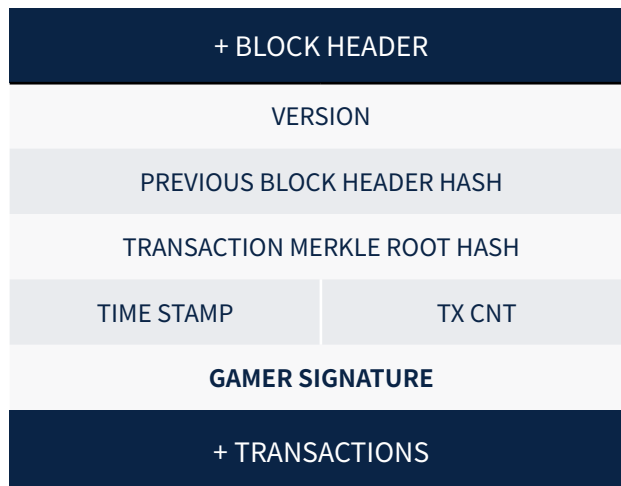 + BLOCK HEADER
VERSION
PREVIOUS BLOCK HEADER HASH
TRANSACTION MERKLE ROOT HASH
TIME STAMP
TX CNT
GAMER SIGNATURE
+ TRANSACTIONS